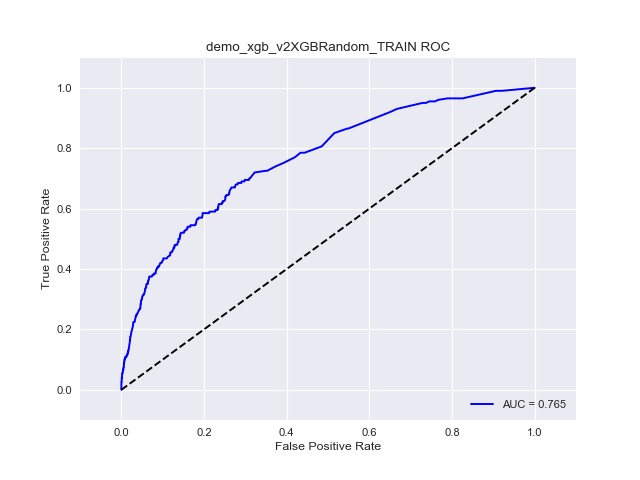 demo_xgb_v2XGBRandom_TRAIN ROC
1.0
0.8
0.6
0.4
0.2
0.0
True Positive Rate
AUC = 0.765
0.0 0.2 0.4 0.6 0.8 1.0
False Positive Rate